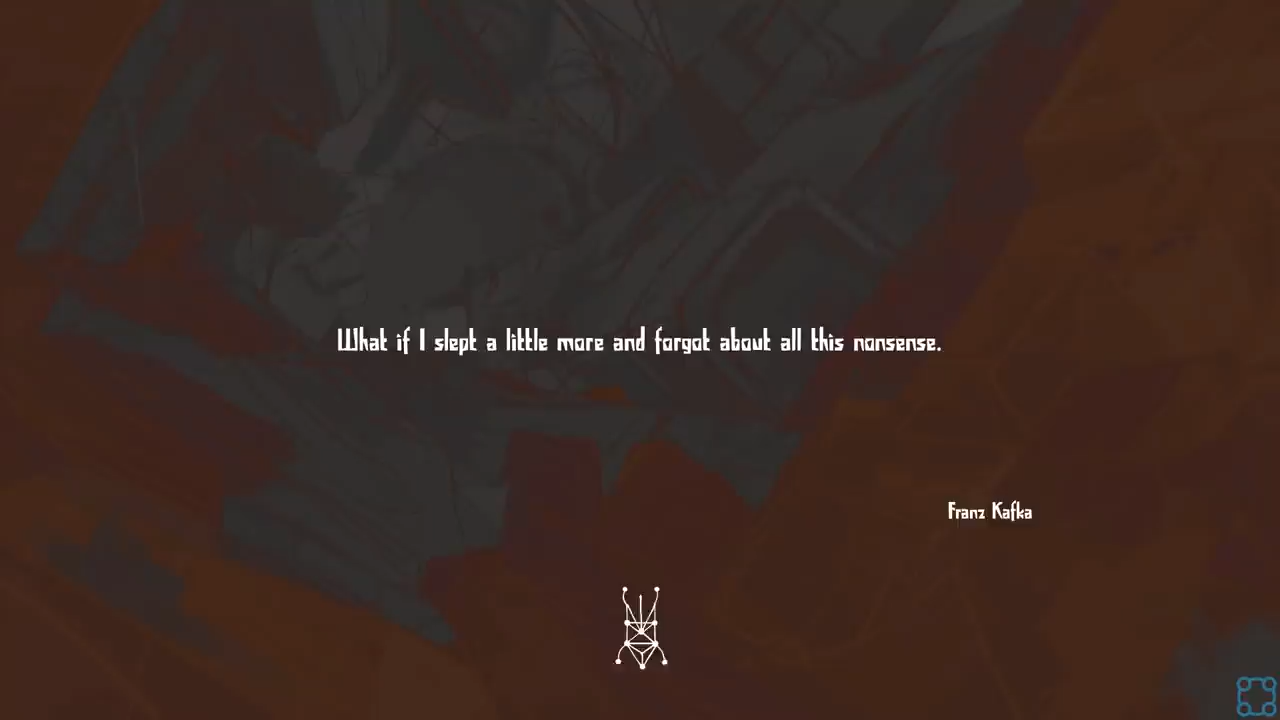 What if I slept a little more and forgot about all this nonsense.
Franz Kafka